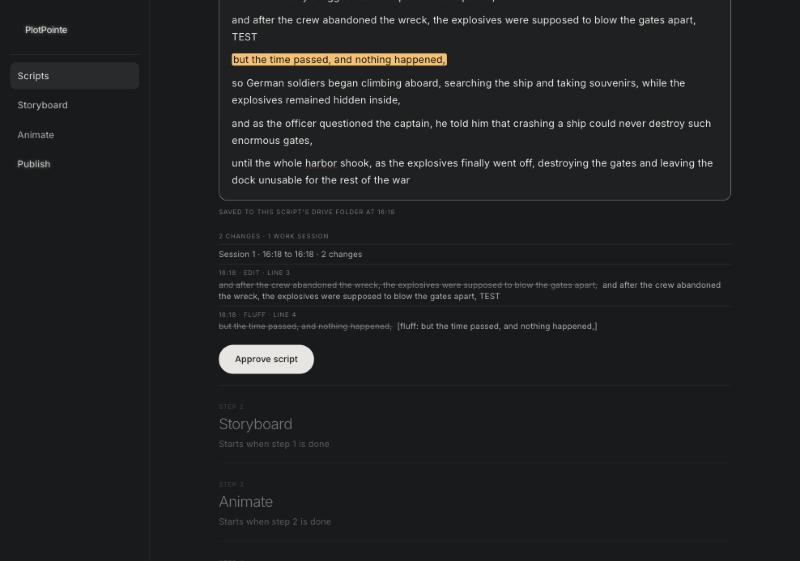 PlotPointe
Scripts
Storyboard
Animate
Publish
and after the crew abandoned the wreck, the explosives were supposed to blow the gates apart,
TEST
but the time passed, and nothing happened,
so German soldiers began climbing aboard, searching the ship and taking souvenirs, while the
explosives remained hidden inside,
and as the officer questioned the captain, he told him that crashing a ship could never destroy such
enormous gates,
until the whole harbor shook, as the explosives finally went off, destroying the gates and leaving the
dock unusable for the rest of the war
SAVED TO THIS SCRIPT'S DRIVE FOLDER AT 16:18
2 CHANGES · 1 WORK SESSION
Session 1 · 16:18 to 16:18 · 2 changes
16:18 · EDIT · LINE 3
and after the crew abandoned the wreck, the explosives were supposed to blow the gates apart, and after the crew abandoned
the wreck, the explosives were supposed to blow the gates apart, TEST
16:18 · FLUFF · LINE 4
but the time passed, and nothing happened, [fluff: but the time passed, and nothing happened,]
Approve script
STEP 2
Storyboard
Starts when step 1 is done
STEP 3
Animate
Starts when step 2 is done